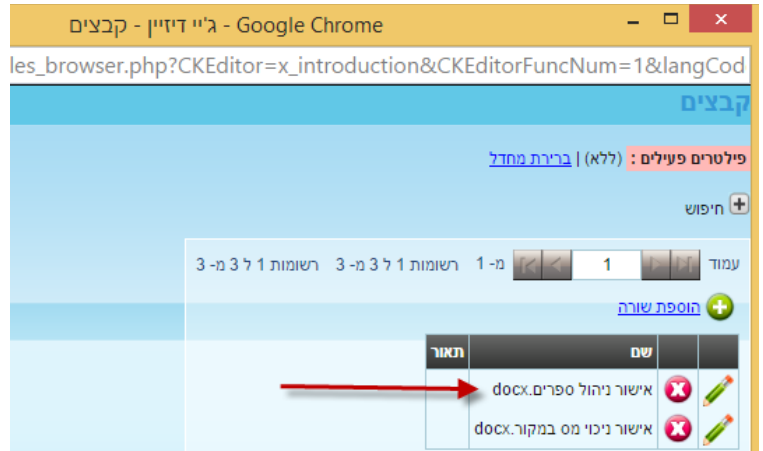 ג'יי דיזיין - קבצים - Google Chrome
les_browser.php?CKEditor=x_introduction&CKEditorFuncNum=1&langCod
קבצים
פילטרים פעילים : (ללא) | ברירת מחדל
חיפוש
עמוד 1 מ- 1 רשומות 1 ל 3 מ- 3 רשומות 1 ל 3 מ- 3
הוספת שורה
שם תאור
אישור ניהול ספרים.docx
אישור ניכוי מס במקור.docx